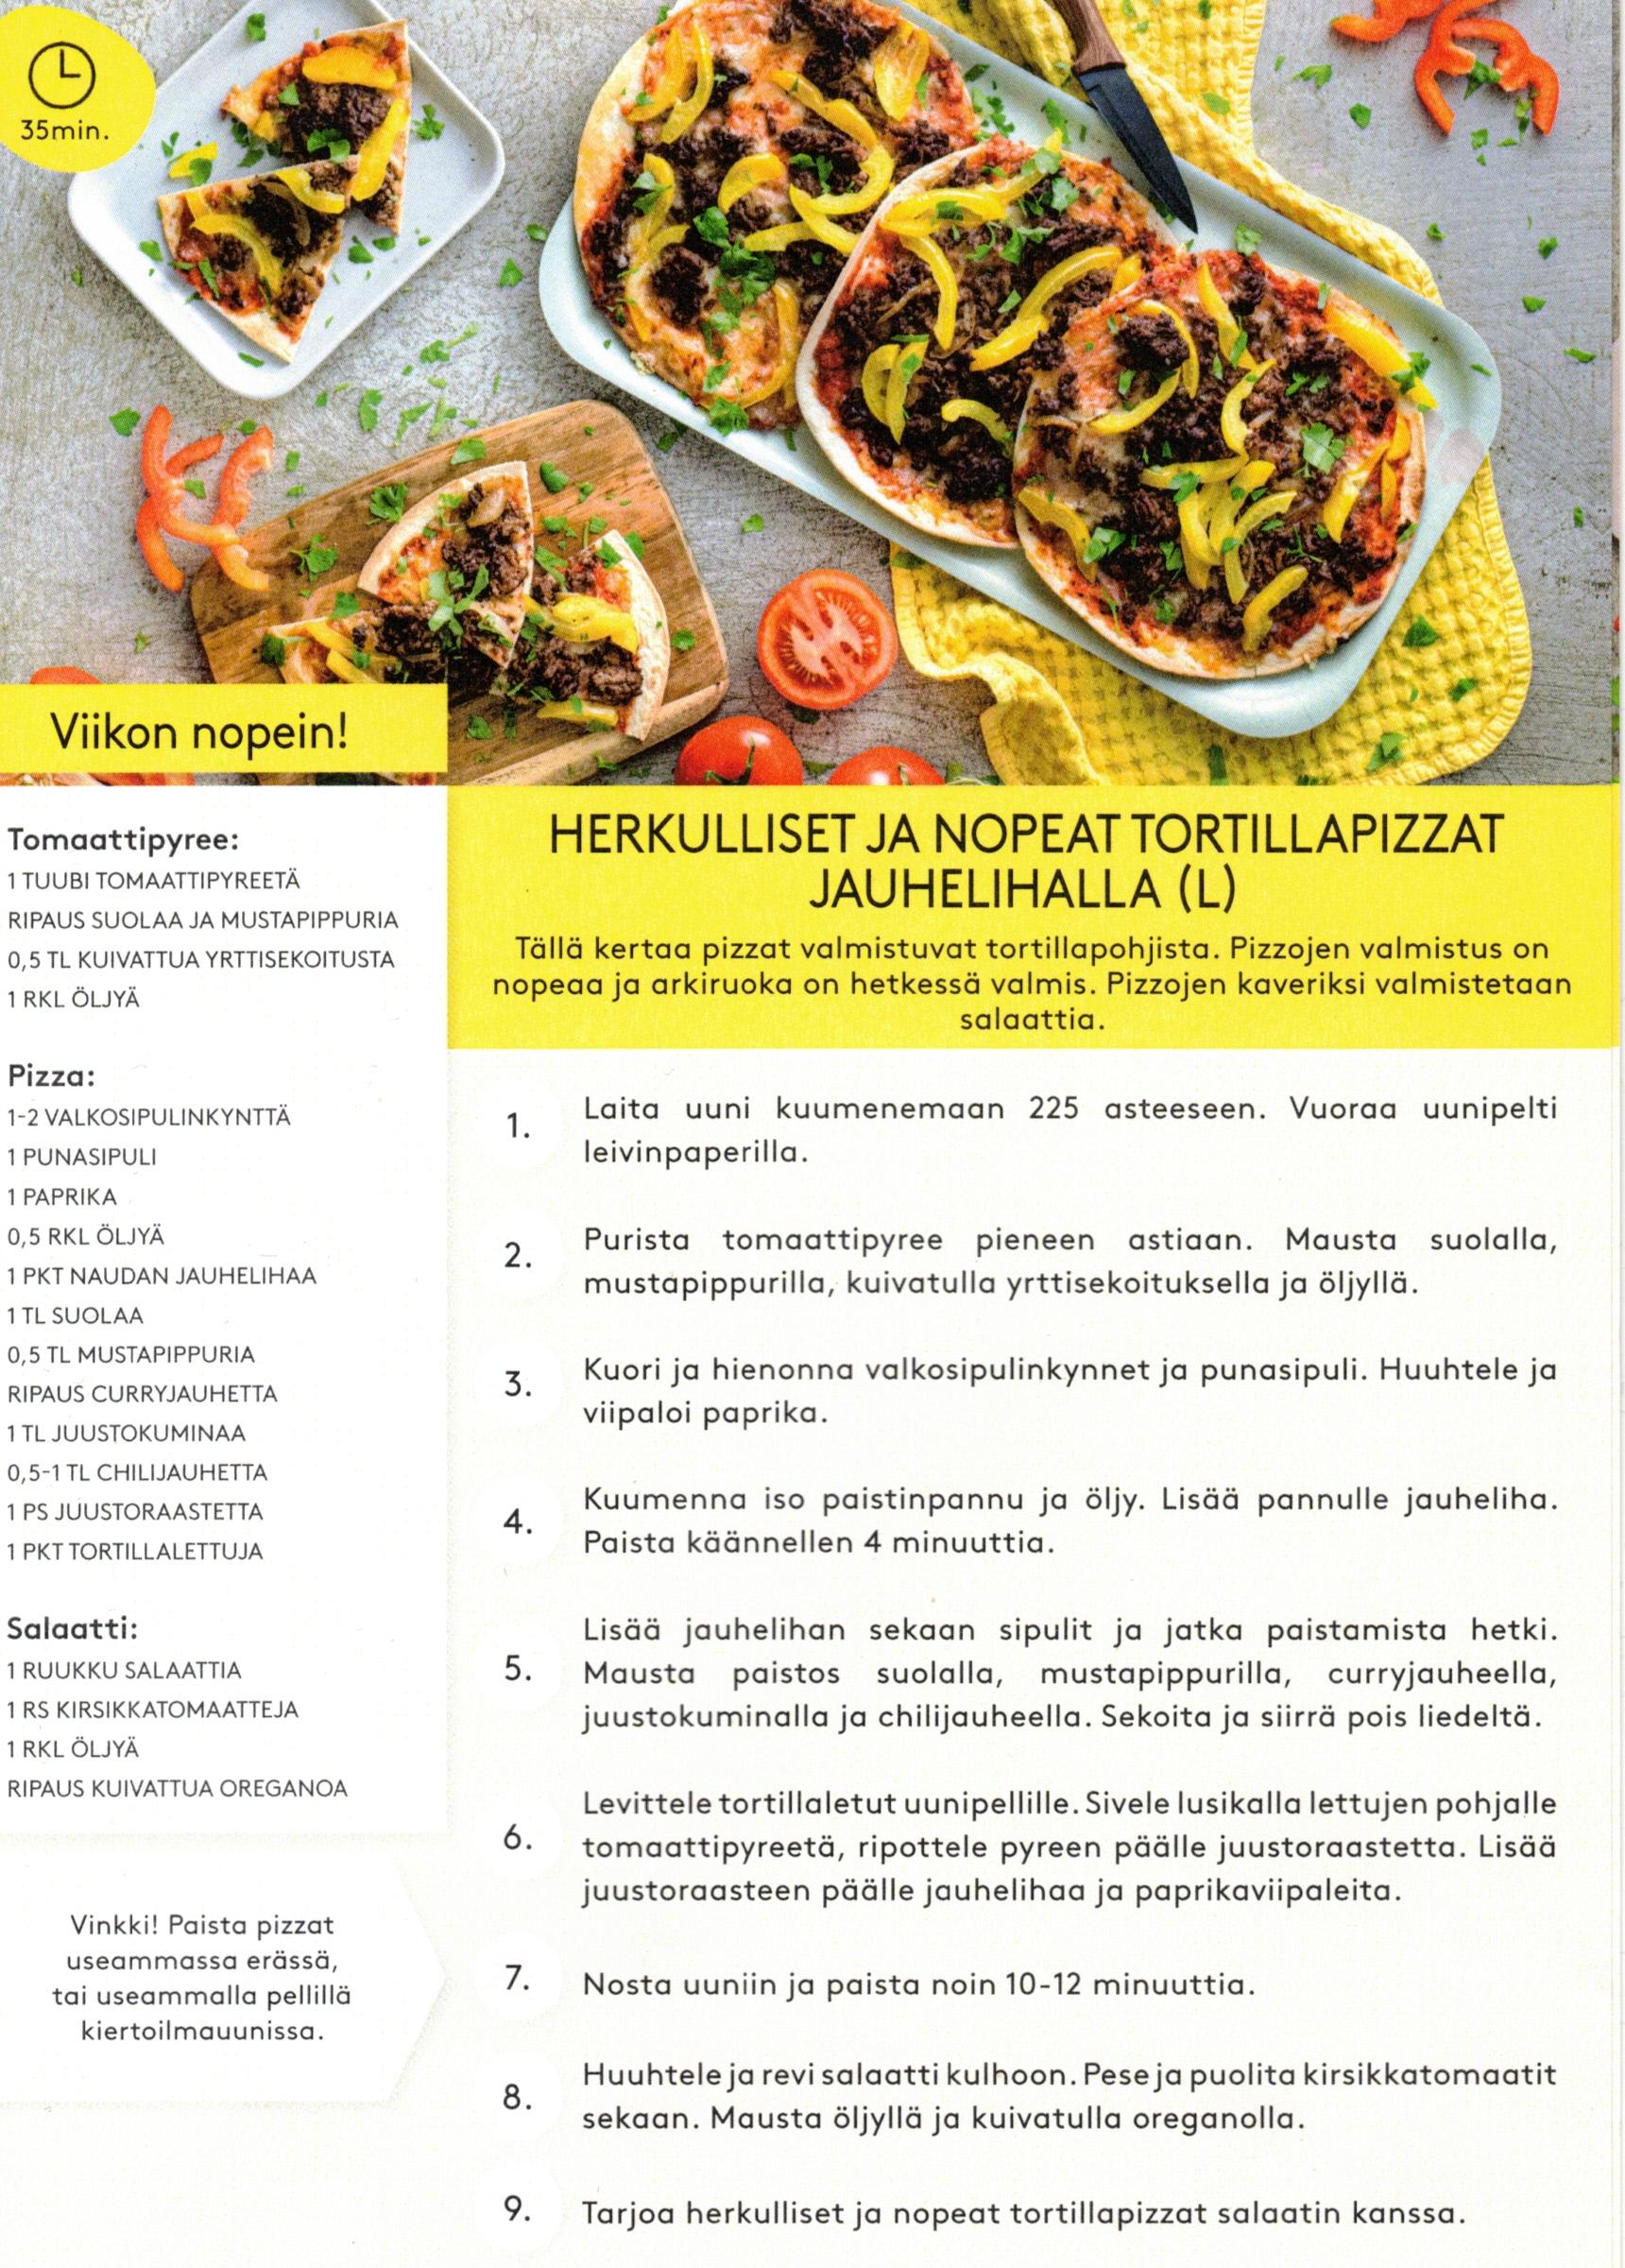 35min.
Viikon nopein!
Tomaattipyree:
1 TUUBI TOMAATTIPYREETÄ
RIPAUS SUOLAA JA MUSTAPIPPURIA
0,5 TL KUIVATTUA YRTTISEKOITUSTA
1 RKL ÖLJYÄ
Pizza:
1-2 VALKOSIPULINKYNTTÄ
1 PUNASIPULI
1 PAPRIKA
0,5 RKL ÖLJYÄ
1 PKT NAUDAN JAUHELIHAA
1 TL SUOLAA
0,5 TL MUSTAPIPPURIA
RIPAUS CURRYJAUHETTA
1 TL JUUSTOKUMINAA
0,5-1 TL CHILIJAUHETTA
1 PS JUUSTORAASTETTA
1 PKT TORTILLALETTUJA
Salaatti:
1 RUUKKU SALAATTIA
1 RS KIRSIKKATOMAATTEJA
1 RKL ÖLJYÄ
RIPAUS KUIVATTUA OREGANOA
Vinkki! Paista pizzat
useammassa erässä,
tai useammalla pellillä
kiertoilmauunissa.
HERKULLISET JA NOPEAT TORTILLAPIZZAT
JAUHELIHALLA (L)
Tällä kertaa pizzat valmistuvat tortillapohjista. Pizzojen valmistus on
nopeaa ja arkiruoka on hetkessä valmis. Pizzojen kaveriksi valmistetaan
salaattia.
1. Laita uuni kuumenemaan 225 asteeseen. Vuoraa uunipelti
leivinpaperilla.
2. Purista tomaattipyree pieneen astiaan. Mausta suolalla,
mustapippurilla, kuivatulla yrttisekoituksella ja öljyllä.
3. Kuori ja hienonna valkosipulinkynnet ja punasipuli. Huuhtele ja
viipaloi paprika.
4. Kuumenna iso paistinpannu ja öljy. Lisää pannulle jauheliha.
Paista käännellen 4 minuuttia.
5. Lisää jauhelihan sekaan sipulit ja jatka paistamista hetki.
Mausta paistos suolalla, mustapippurilla, curryjauheella,
juustokuminalla ja chilijauheella. Sekoita ja siirrä pois liedeltä.
6. Levittele tortillaletut uunipellille. Sivele lusikalla lettujen pohjalle
tomaattipyreetä, ripottele pyreen päälle juustoraastetta. Lisää
juustoraasteen päälle jauhelihaa ja paprikaviipaleita.
7. Nosta uuniin ja paista noin 10-12 minuuttia.
8. Huuhtele ja revi salaatti kulhoon. Pese ja puolita kirsikkatomaatit
sekaan. Mausta öljyllä ja kuivatulla oreganolla.
9. Tarjoa herkulliset ja nopeat tortillapizzat salaatin kanssa.